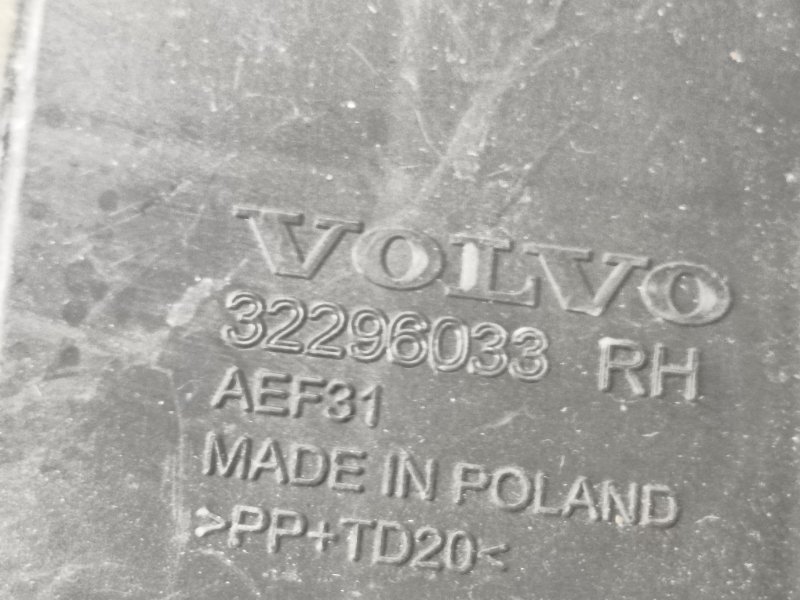 VOLVO
32296033 RH
AEF31
MADE IN POLAND
>PP+TD20<